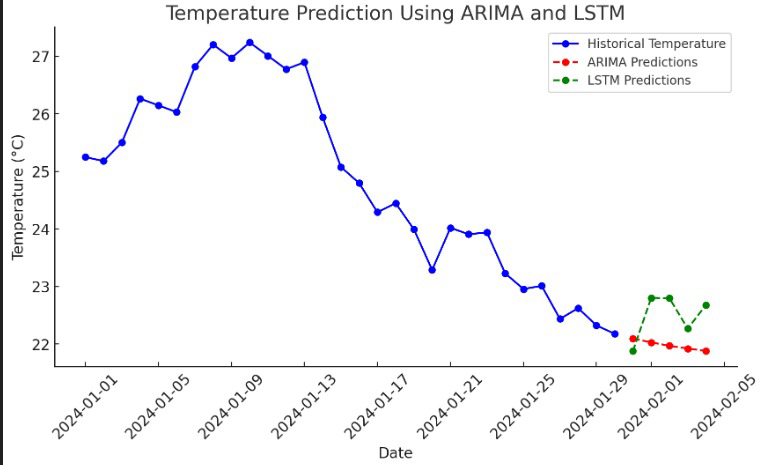 Temperature Prediction Using ARIMA and LSTM
Historical Temperature
ARIMA Predictions
LSTM Predictions
Temperature (°C)
27
26
25
24
23
22
2024-01-01
2024-01-05
2024-01-09
2024-01-13
2024-01-17
2024-01-21
2024-01-25
2024-01-29
2024-02-01
2024-02-05
Date